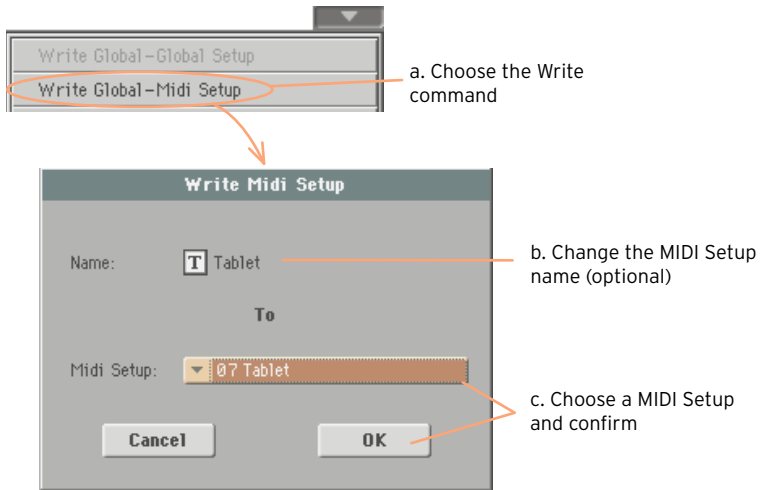 Write Global-Global Setup
Write Global-Midi Setup
a. Choose the Write
command
Write Midi Setup
Name: T Tablet
b. Change the MIDI Setup
name (optional)
To
Midi Setup: 07 Tablet
c. Choose a MIDI Setup
and confirm
Cancel OK